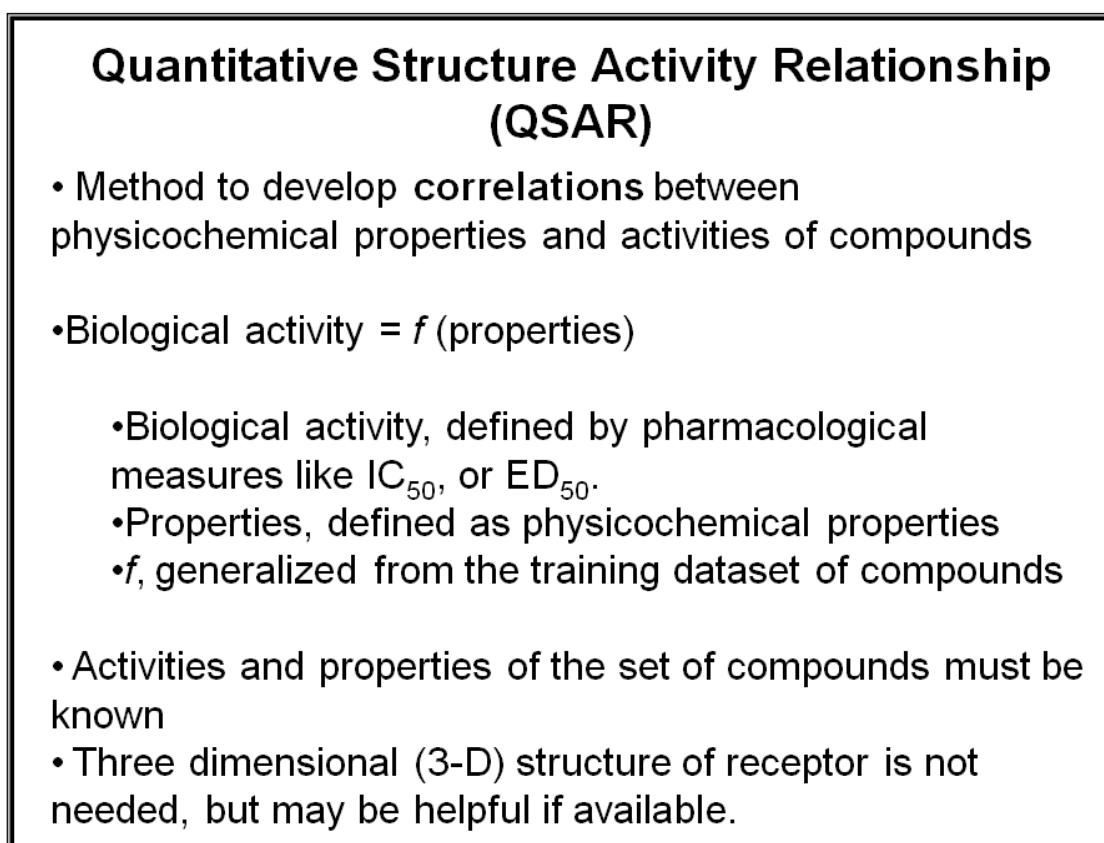 Quantitative Structure Activity Relationship
(QSAR)
• Method to develop correlations between
physicochemical properties and activities of compounds
•Biological activity = f (properties)
•Biological activity, defined by pharmacological
measures like IC50, or ED50.
•Properties, defined as physicochemical properties
•f, generalized from the training dataset of compounds
• Activities and properties of the set of compounds must be
known
• Three dimensional (3-D) structure of receptor is not
needed, but may be helpful if available.